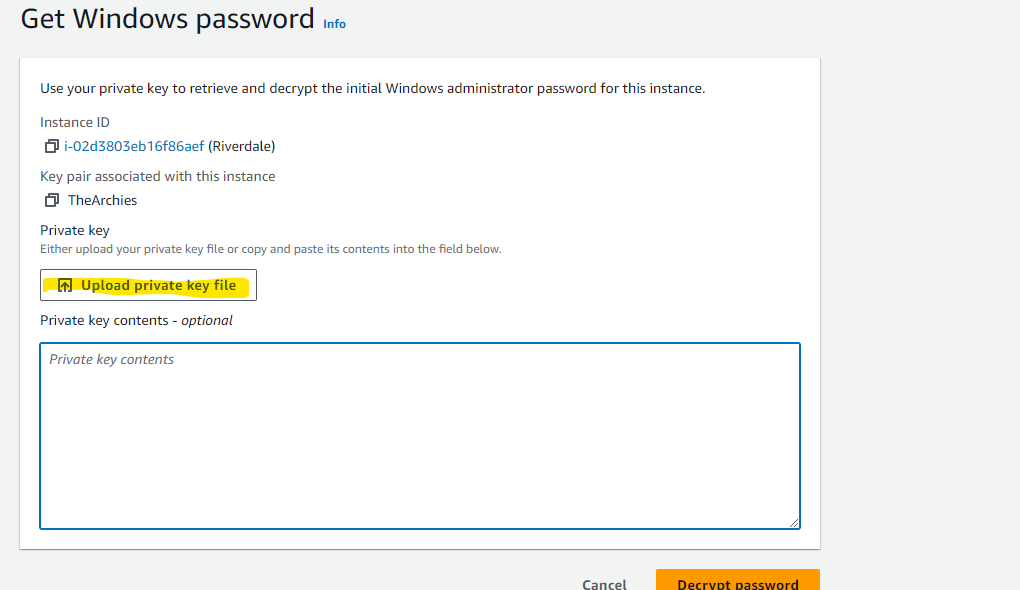 Get Windows password Info
Use your private key to retrieve and decrypt the initial Windows administrator password for this instance.
Instance ID
i-02d3803eb16f86aef (Riverdale)
Key pair associated with this instance
TheArchies
Private key
Either upload your private key file or copy and paste its contents into the field below.
Upload private key file
Private key contents - optional
Private key contents
Cancel Decrypt password